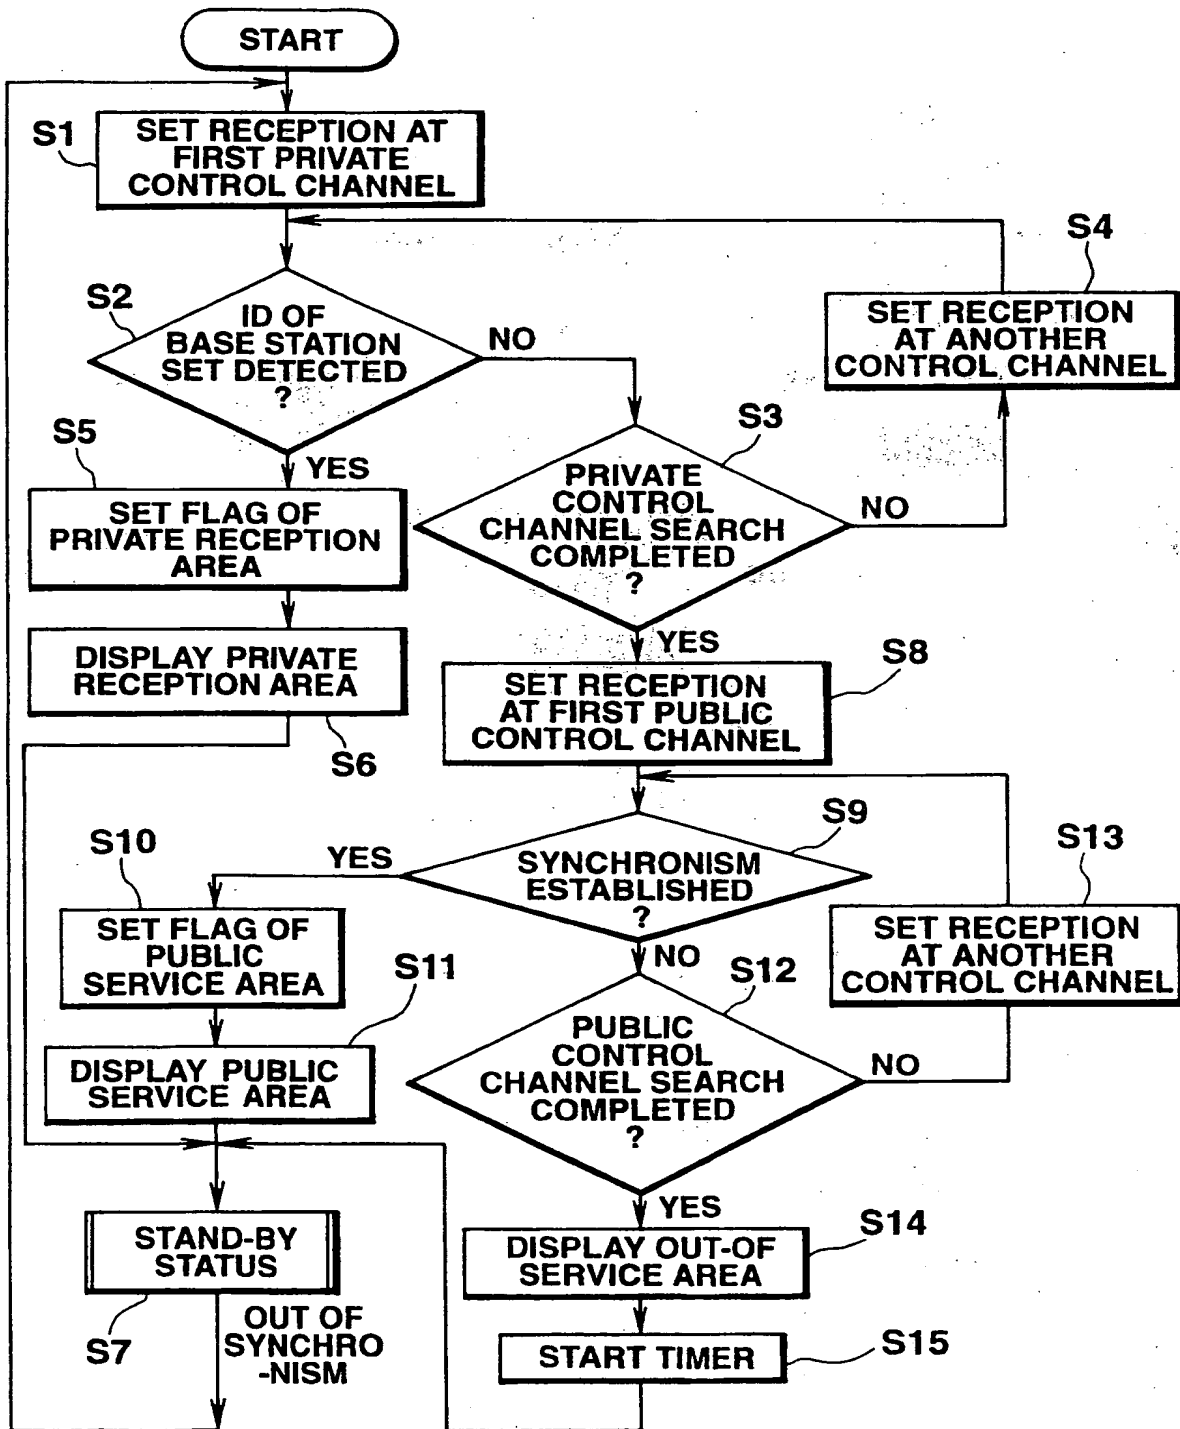 START
S1
SET RECEPTION AT
FIRST PRIVATE
CONTROL CHANNEL
S4
SET RECEPTION
AT ANOTHER
CONTROL CHANNEL
S2
ID OF
BASE STATION
SET DETECTED
?
NO
YES
S3
PRIVATE
CONTROL
CHANNEL SEARCH
COMPLETED
?
NO
YES
S5
SET FLAG OF
PRIVATE RECEPTION
AREA
DISPLAY PRIVATE
RECEPTION AREA
S6
S8
SET RECEPTION
AT FIRST PUBLIC
CONTROL CHANNEL
S9
SYNCHRONISM
ESTABLISHED
?
YES
NO
S10
SET FLAG OF
PUBLIC
SERVICE AREA
S11
DISPLAY PUBLIC
SERVICE AREA
S13
SET RECEPTION
AT ANOTHER
CONTROL CHANNEL
S12
PUBLIC
CONTROL
CHANNEL SEARCH
COMPLETED
?
NO
YES
STAND-BY
STATUS
S7
OUT OF
SYNCHRO
-NISM
S14
DISPLAY OUT-OF
SERVICE AREA
START TIMER
S15